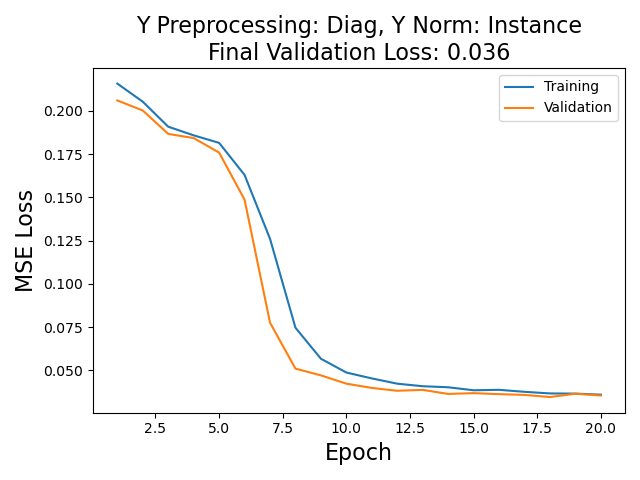 Y Preprocessing: Diag, Y Norm: Instance
Final Validation Loss: 0.036
Training
Validation
MSE Loss
0.200
0.175
0.150
0.125
0.100
0.075
0.050
2.5 5.0 7.5 10.0 12.5 15.0 17.5 20.0
Epoch